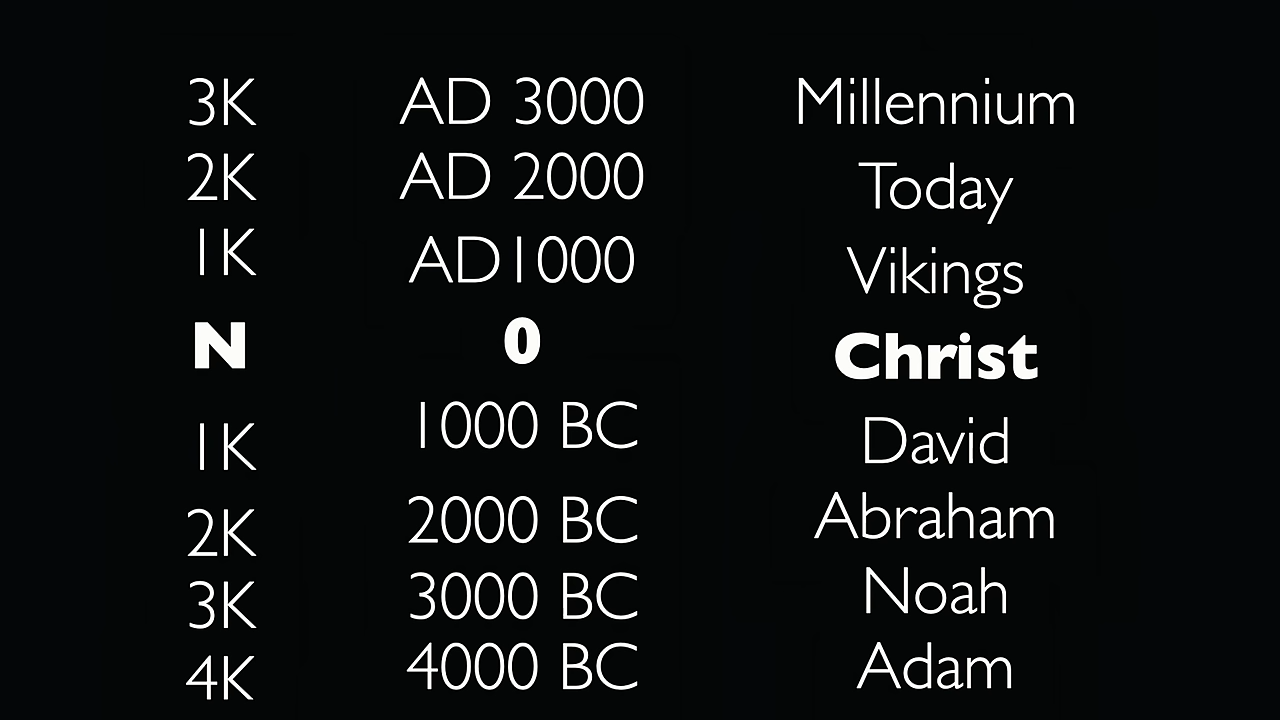 3K AD 3000 Millennium
2K AD 2000 Today
1K AD1000 Vikings
N 0 Christ
1K 1000 BC David
2K 2000 BC Abraham
3K 3000 BC Noah
4K 4000 BC Adam